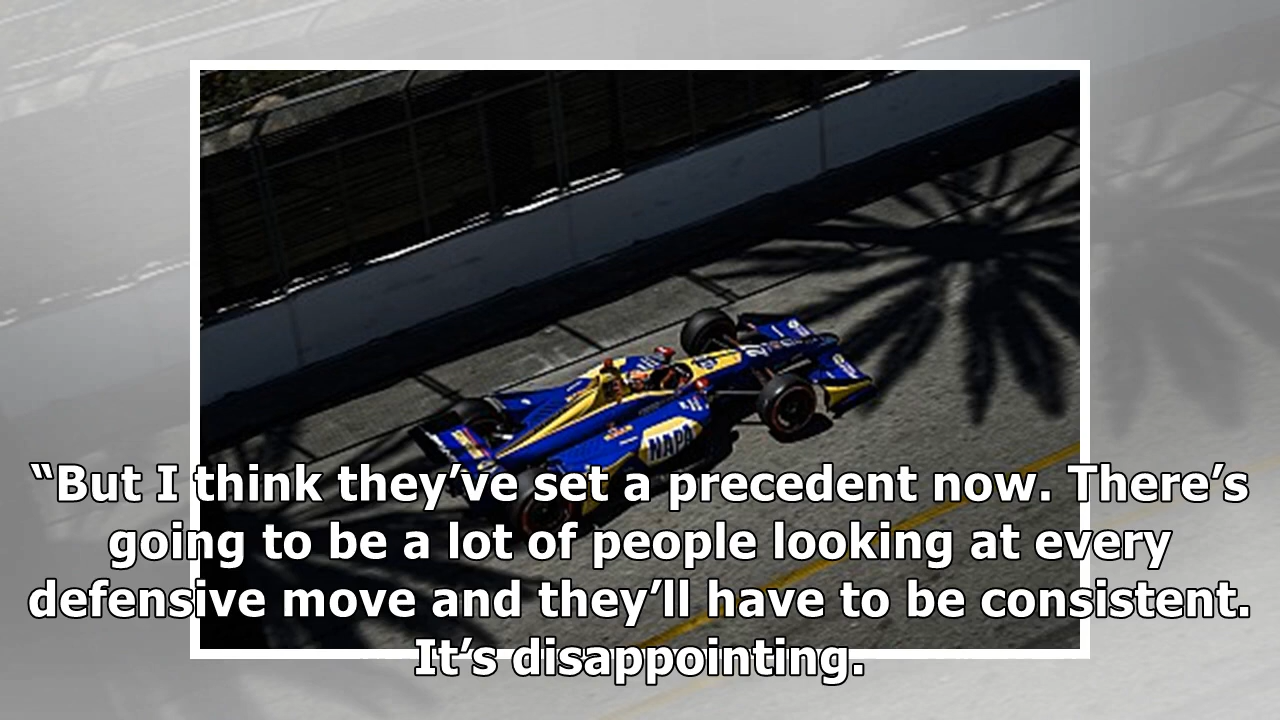 NAPA
“But I think they’ve set a precedent now. There’s
going to be a lot of people looking at every
defensive move and they’ll have to be consistent.
It’s disappointing.